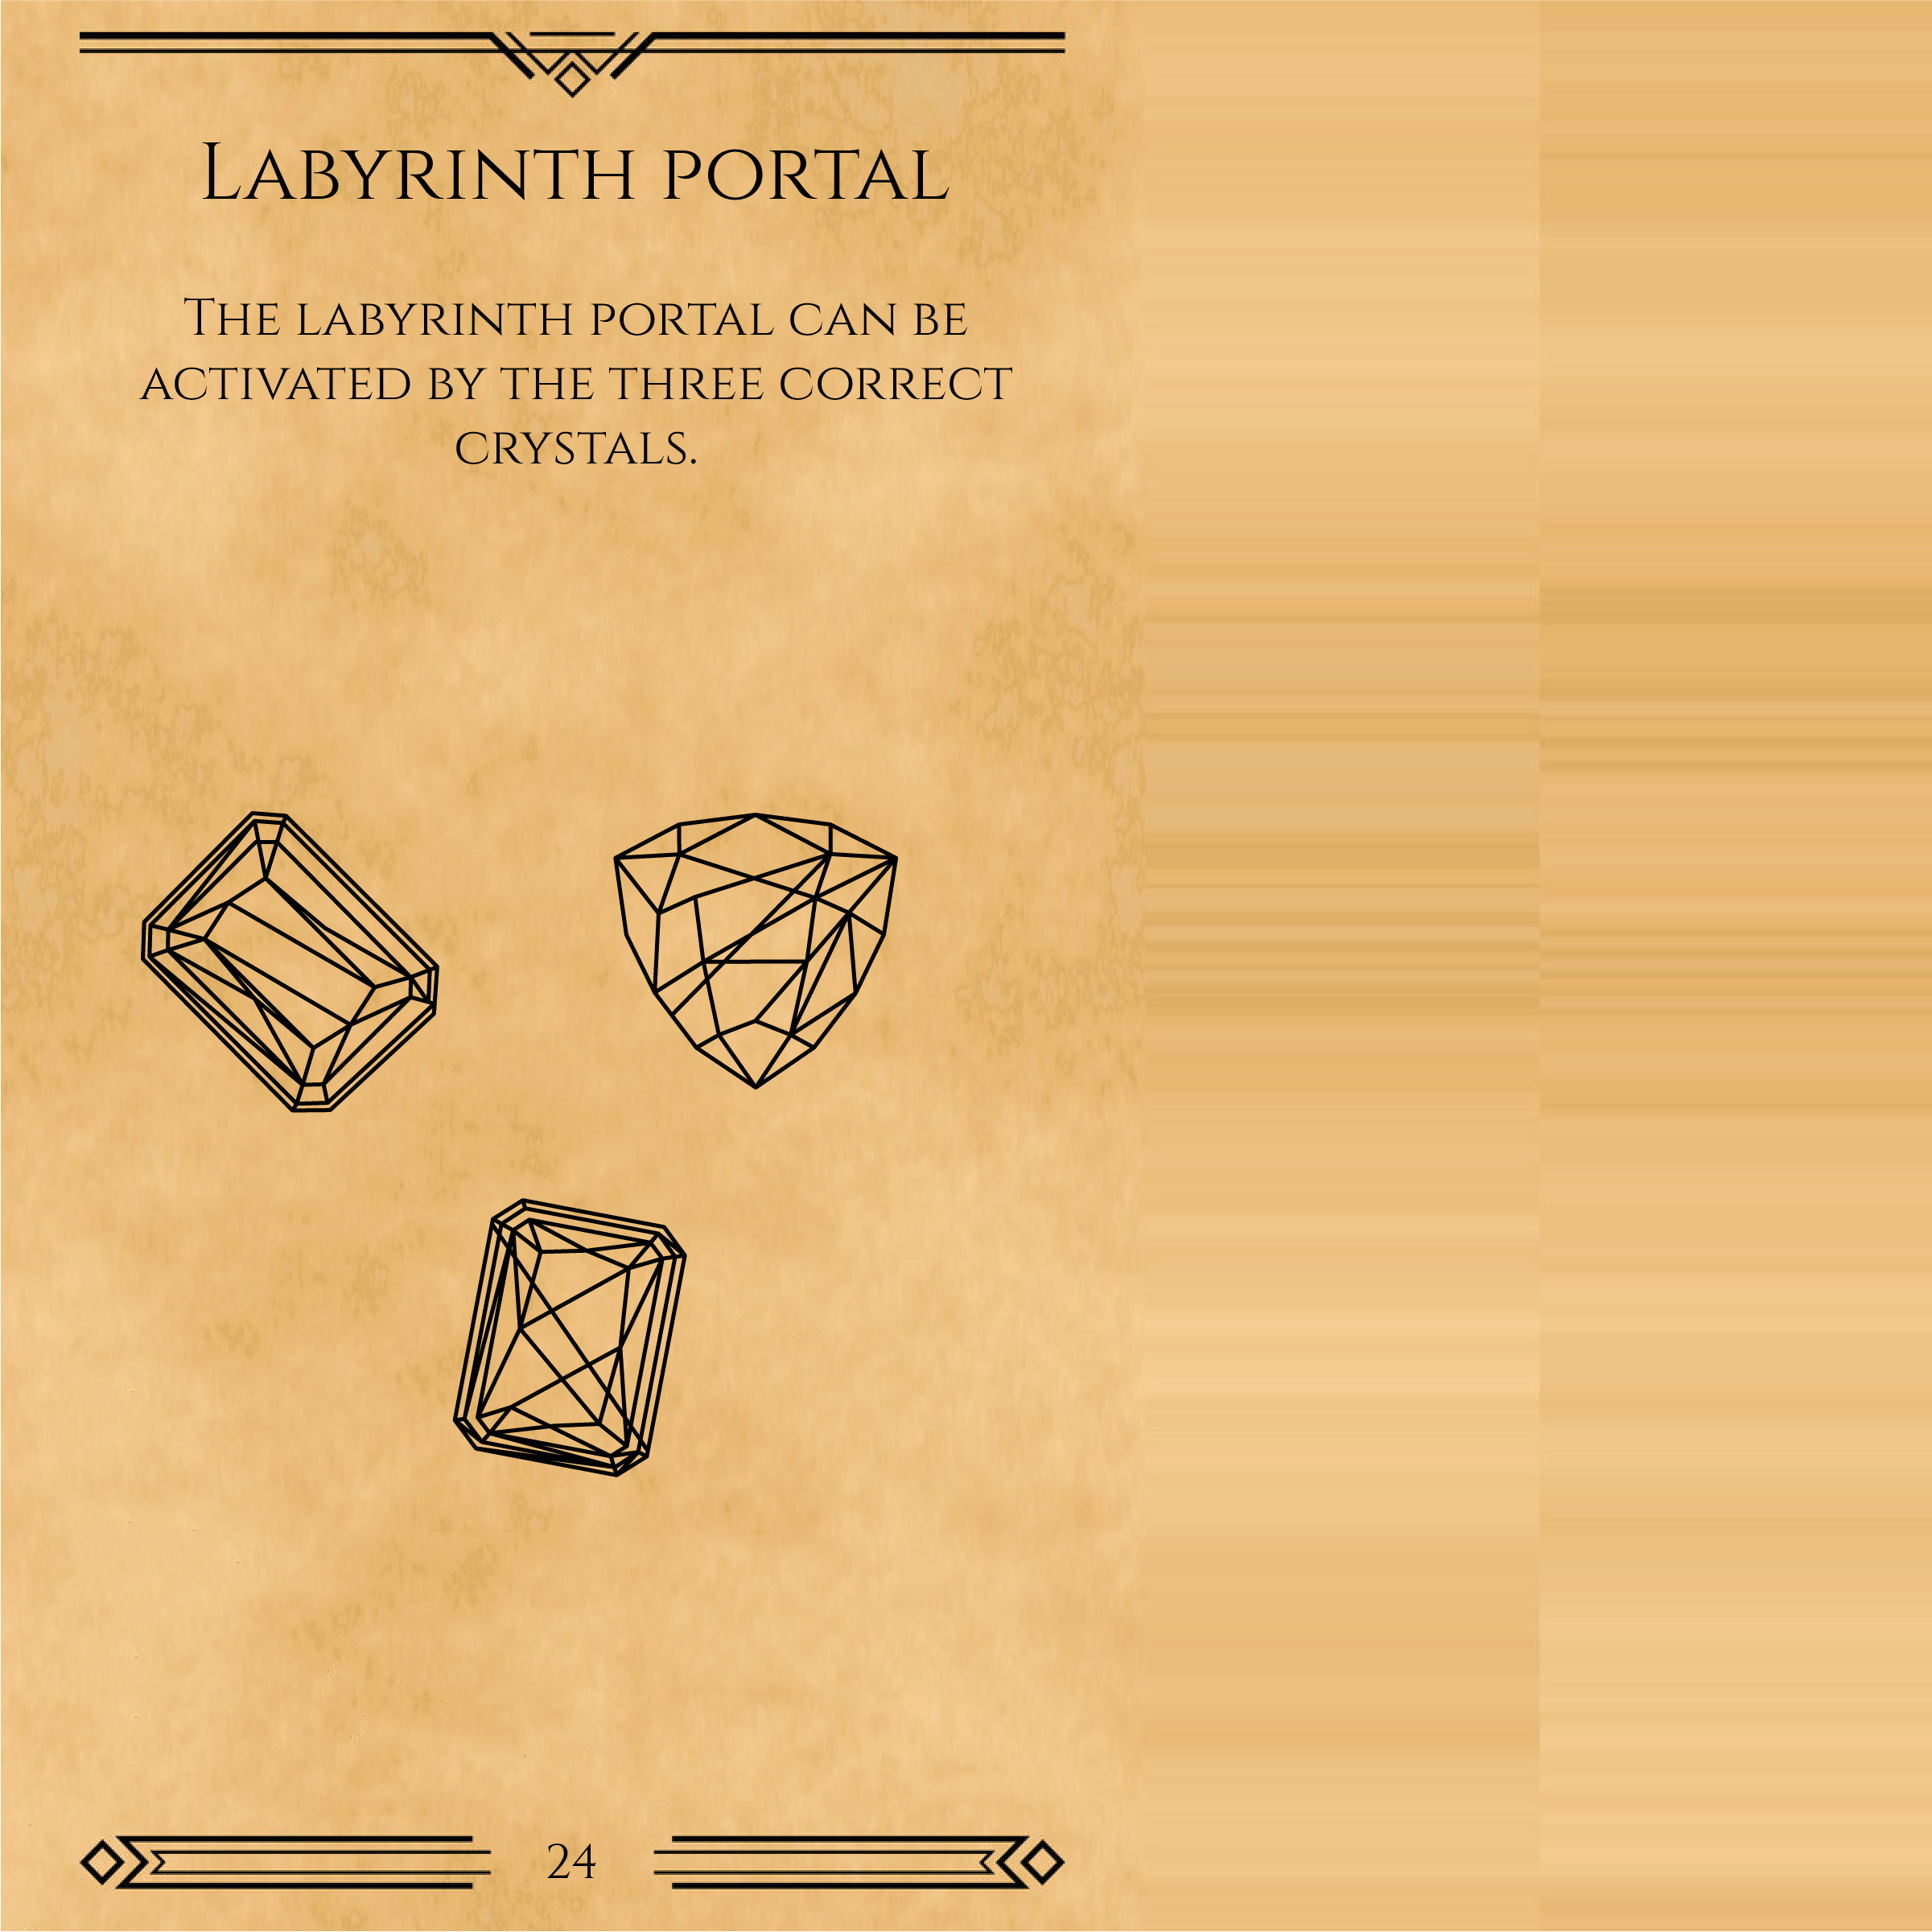 Labyrinth portal
The labyrinth portal can be
activated by the three correct
crystals.
24